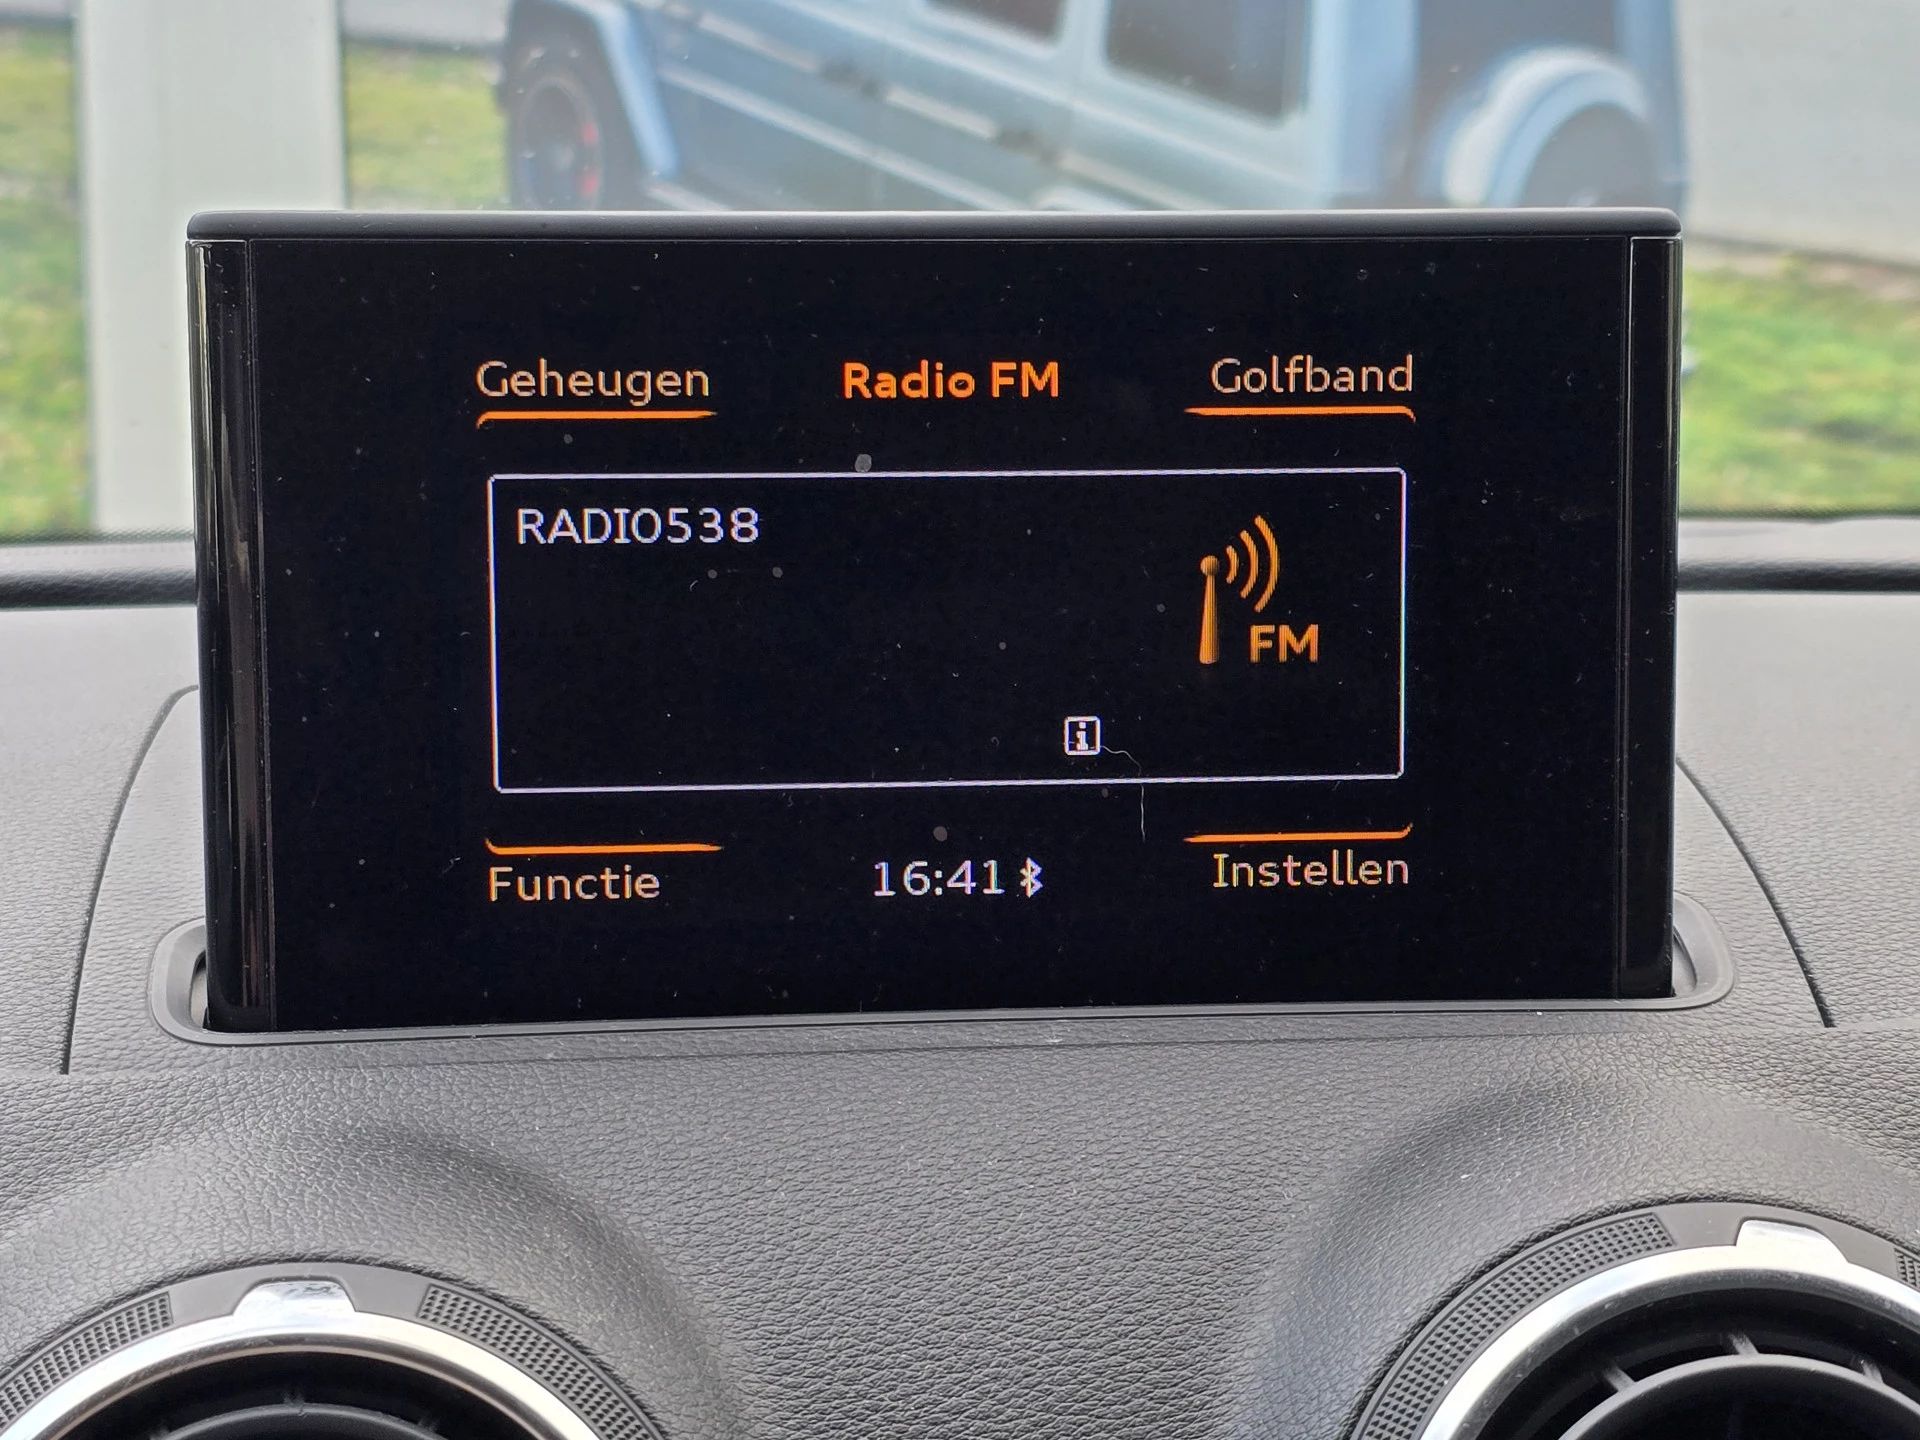 Geheugen Radio FM Golfband
RADIO538
FM
i
Functie 16:41 Instellen